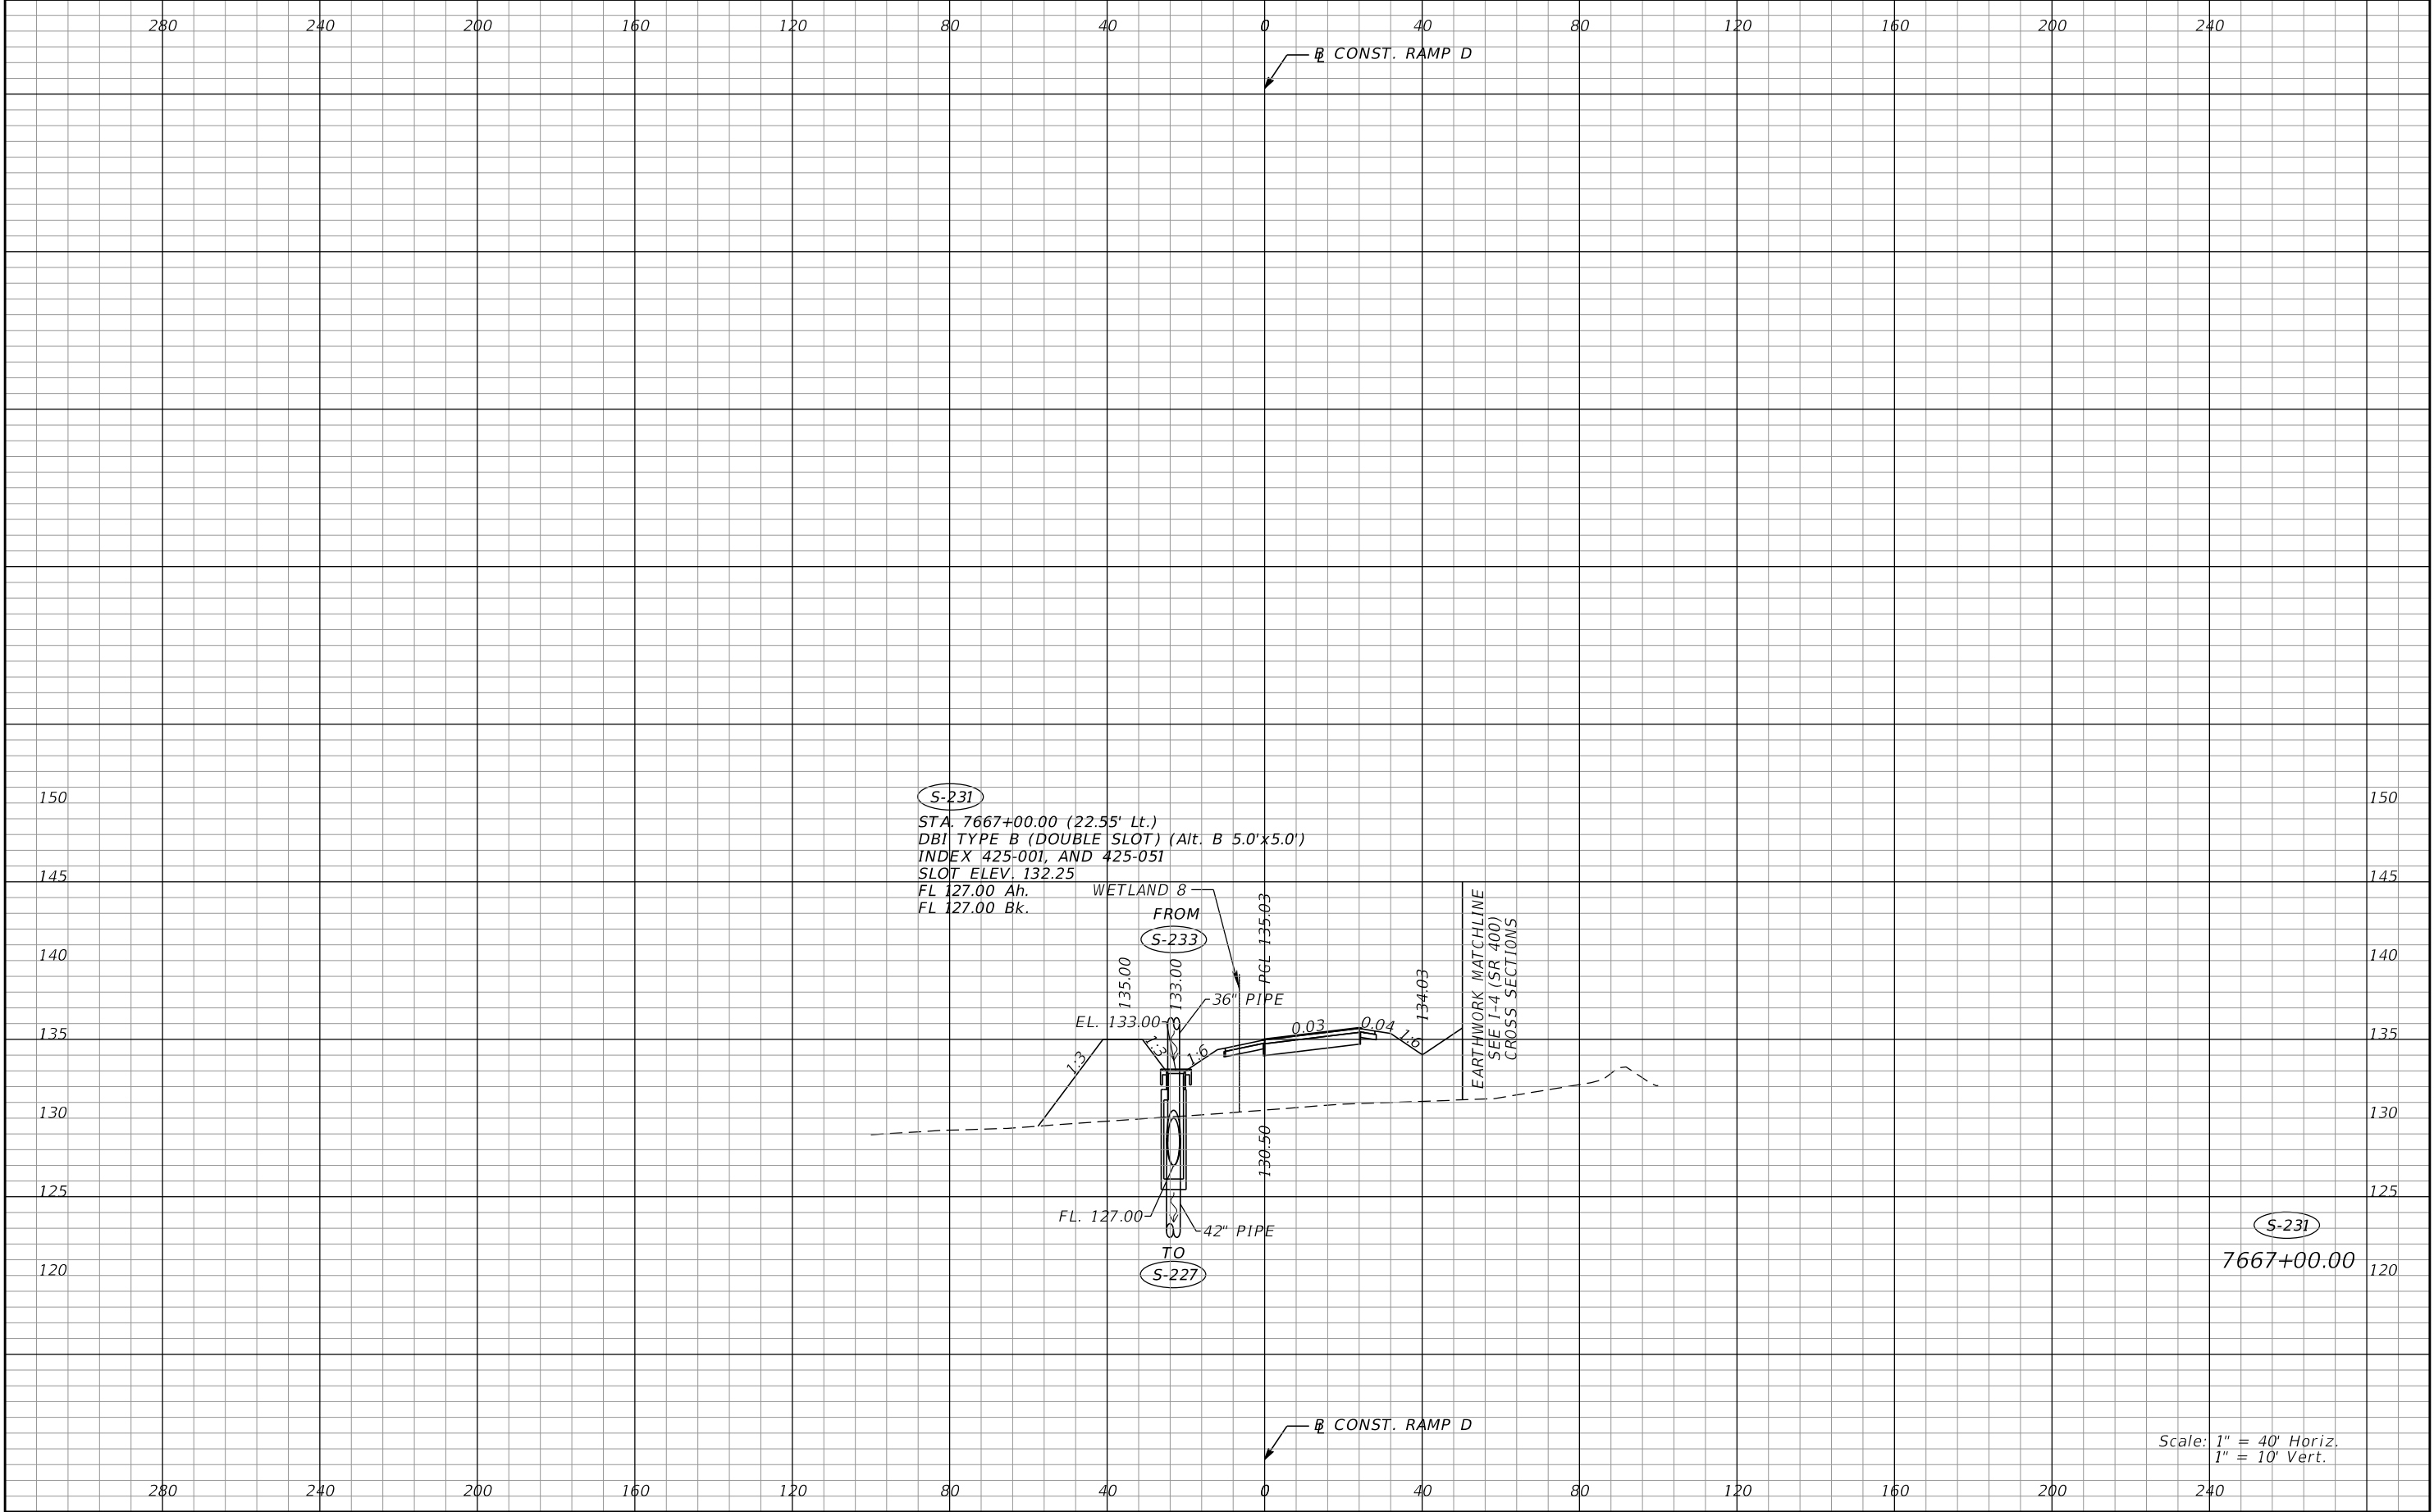 280 240 200 160 120 80 40 0 40 80 120 160 200 240
℄ CONST. RAMP D
150 150
S-231
STA. 7667+00.00 (22.55' Lt.)
DBI TYPE B (DOUBLE SLOT) (Alt. B 5.0'x5.0')
INDEX 425-001, AND 425-051
SLOT ELEV. 132.25
FL 127.00 Ah.
FL 127.00 Bk.
145 145
WETLAND 8
FROM
S-233
PGL 135.03
EARTHWORK MATCHLINE
SEE I-4 (SR 400)
CROSS SECTIONS
140 140
135.00
133.00
134.03
36" PIPE
EL. 133.00
0.03
0.04
135 135
1:3
1:3
1:6
1:6
130 130
130.50
125 125
FL. 127.00
42" PIPE
TO
S-227
S-231
7667+00.00
120 120
℄ CONST. RAMP D
Scale: 1" = 40' Horiz.
1" = 10' Vert.
280 240 200 160 120 80 40 0 40 80 120 160 200 240